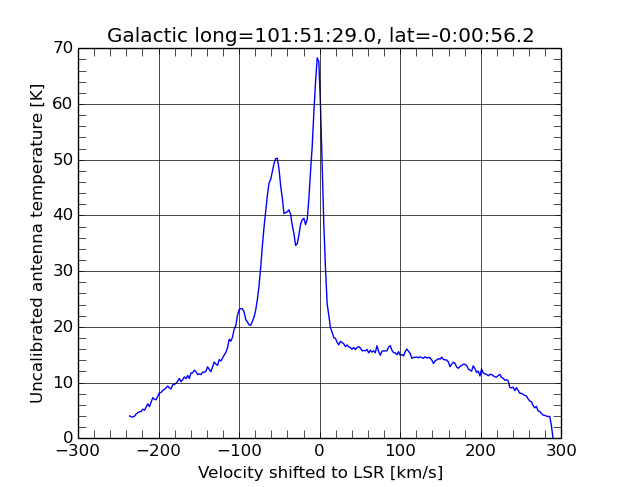 Galactic long=101:51:29.0, lat=-0:00:56.2
Uncalibrated antenna temperature [K]
70
60
50
40
30
20
10
0
−300 −200 −100 0 100 200 300
Velocity shifted to LSR [km/s]